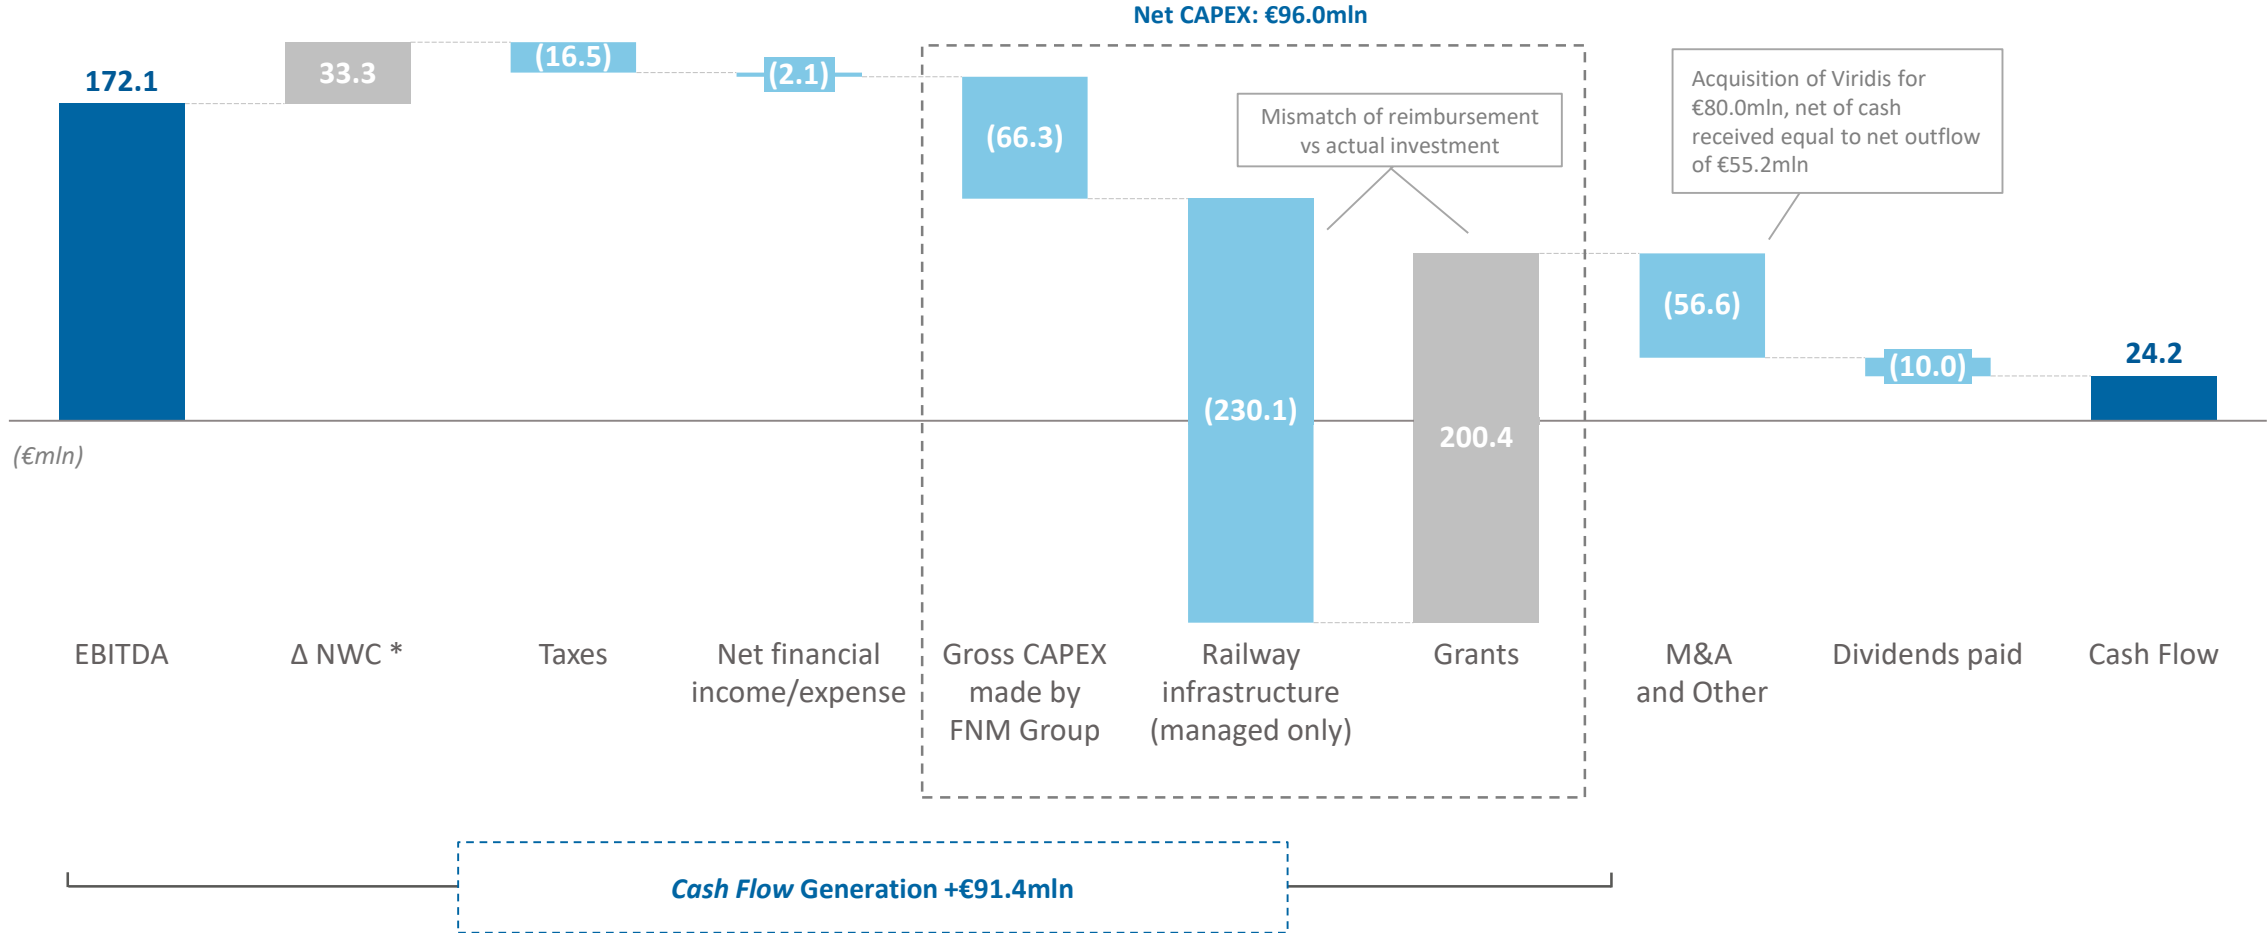 Net CAPEX: €96.0mln
172.1
33.3
(16.5)
(2.1)
(66.3)
(230.1)
200.4
(56.6)
(10.0)
24.2
Mismatch of reimbursement
vs actual investment
Acquisition of Viridis for
€80.0mln, net of cash
received equal to net outflow
of €55.2mln
(€mln)
EBITDA
Δ NWC *
Taxes
Net financial
income/expense
Gross CAPEX
made by
FNM Group
Railway
infrastructure
(managed only)
Grants
M&A
and Other
Dividends paid
Cash Flow
Cash Flow Generation +€91.4mln